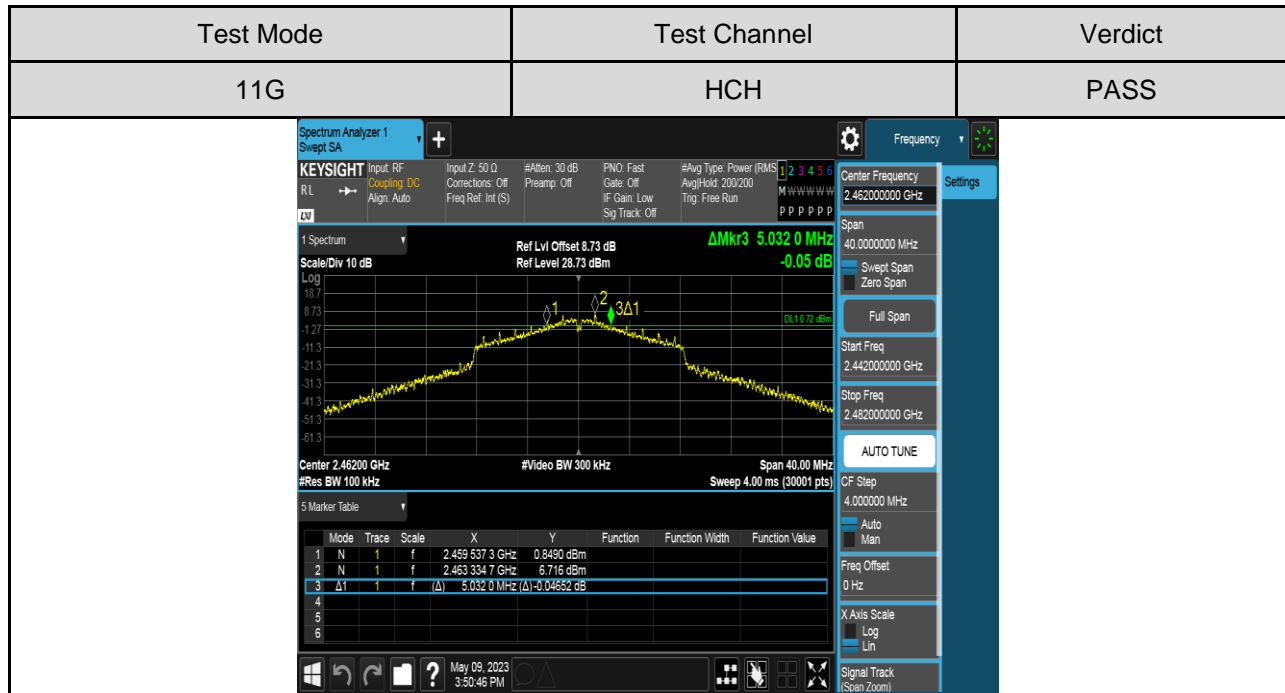 Test Mode Test Channel Verdict
11G HCH PASS
Spectrum Analyzer 1
Swept SA
+
Frequency
KEYSIGHT Input: RF Input Z: 50 Ω #Atten: 30 dB PNO: Fast #Avg Type: Power (RMS 1 2 3 4 5 6
RL Coupling: DC Corrections: Off Preamp: Off Gate: Off Avg|Hold: 200/200 M W W W W W
Align: Auto Freq Ref: Int (S) IF Gain: Low Trig: Free Run
Sig Track: Off P P P P P P
LXI
1 Spectrum
Ref Lvl Offset 8.73 dB
ΔMkr3 5.032 0 MHz
Scale/Div 10 dB Ref Level 28.73 dBm -0.05 dB
Log
18.7
8.73
-1.27
-11.3
-21.3
-31.3
-41.3
-51.3
-61.3
1
2
3Δ1
DL1 0.72 dBm
Center 2.46200 GHz #Video BW 300 kHz Span 40.00 MHz
#Res BW 100 kHz Sweep 4.00 ms (30001 pts)
5 Marker Table
Mode Trace Scale X Y Function Function Width Function Value
1 N 1 f 2.459 537 3 GHz 0.8490 dBm
2 N 1 f 2.463 334 7 GHz 6.716 dBm
3 Δ1 1 f (Δ) 5.032 0 MHz (Δ) -0.04652 dB
4
5
6
?
May 09, 2023
3:50:46 PM
Center Frequency
2.462000000 GHz
Settings
Span
40.0000000 MHz
Swept Span
Zero Span
Full Span
Start Freq
2.442000000 GHz
Stop Freq
2.482000000 GHz
AUTO TUNE
CF Step
4.000000 MHz
Auto
Man
Freq Offset
0 Hz
X Axis Scale
Log
Lin
Signal Track
(Span Zoom)